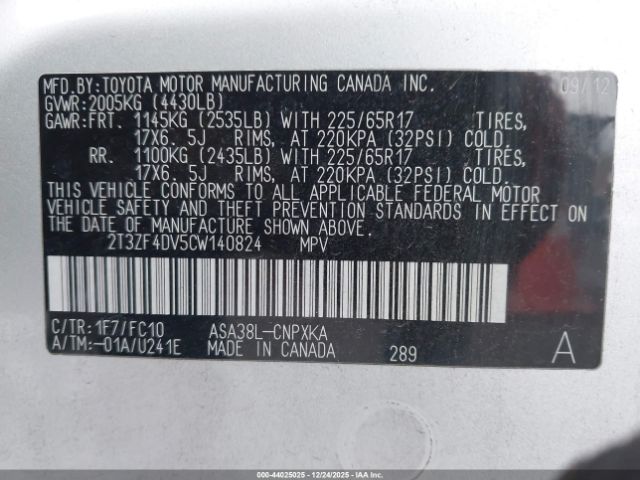 MFD.BY:TOYOTA MOTOR MANUFACTURING CANADA INC. 09/12
GVWR:2005KG (4430LB)
GAWR:FRT. 1145KG (2535LB) WITH 225/65R17 TIRES,
17X6. 5J RIMS, AT 220KPA (32PSI) COLD.
RR. 1100KG (2435LB) WITH 225/65R17 TIRES,
17X6. 5J RIMS, AT 220KPA (32PSI) COLD.
THIS VEHICLE CONFORMS TO ALL APPLICABLE FEDERAL MOTOR
VEHICLE SAFETY AND THEFT PREVENTION STANDARDS IN EFFECT ON
THE DATE OF MANUFACTURE SHOWN ABOVE.
2T3ZF4DV5CW140824 MPV
C/TR:1F7/FC10 ASA38L-CNPXKA
A/TM:-01A/U241E MADE IN CANADA 289 A
000-44025025 - 12/24/2025 - IAAI.COM